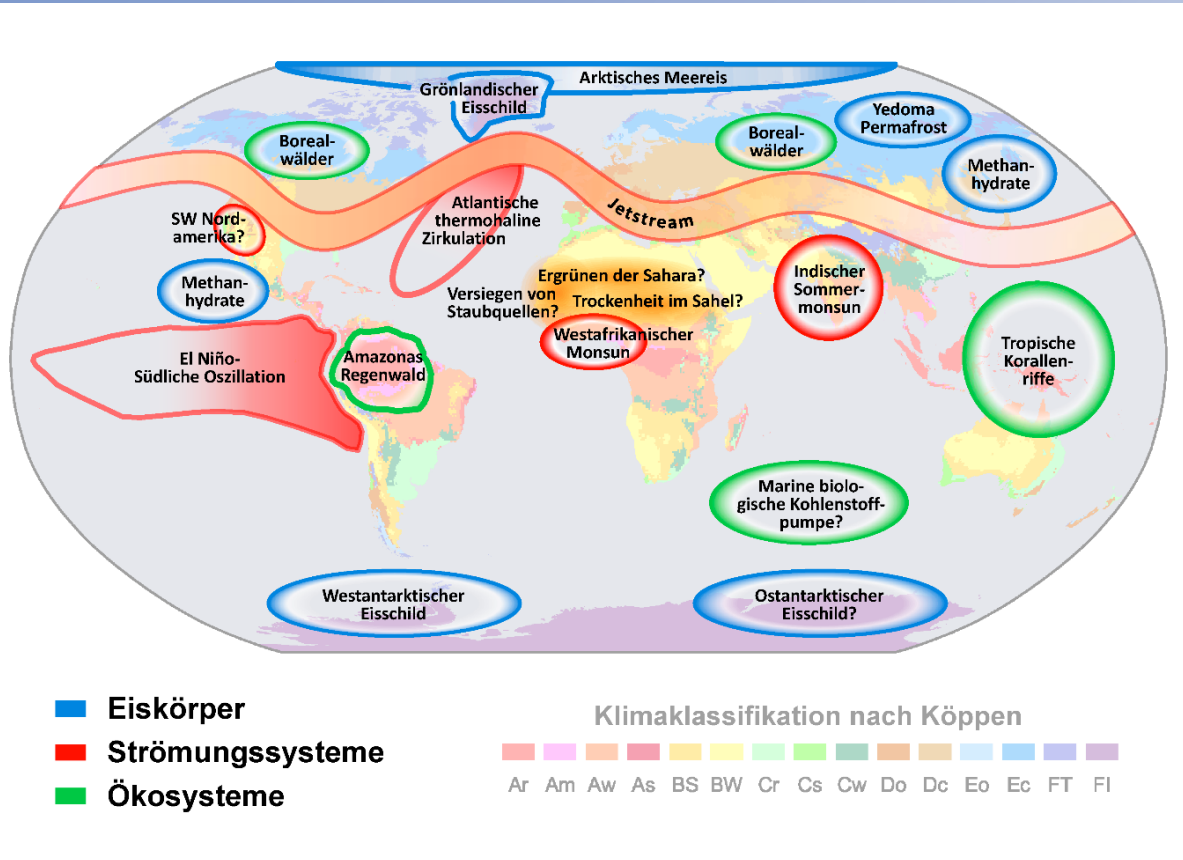 Arktisches Meereis
Grönlandischer
Eisschild
Yedoma
Permafrost
Boreal-
wälder
Boreal-
wälder
Methan-
hydrate
Atlantische
thermohaline
Zirkulation
Jetstream
SW Nord-
amerika?
Methan-
hydrate
Ergrünen der Sahara?
Versiegen von
Staubquellen?
Trockenheit im Sahel?
Indischer
Sommer-
monsun
Westafrikanischer
Monsun
El Niño-
Südliche Oszillation
Amazonas
Regenwald
Tropische
Korallen-
riffe
Marine biolo-
gische Kohlenstoff-
pumpe?
Westantarktischer
Eisschild
Ostantarktischer
Eisschild?
Eiskörper
Strömungssysteme
Ökosysteme
Klimaklassifikation nach Köppen
Ar Am Aw As BS BW Cr Cs Cw Do Dc Eo Ec FT FI